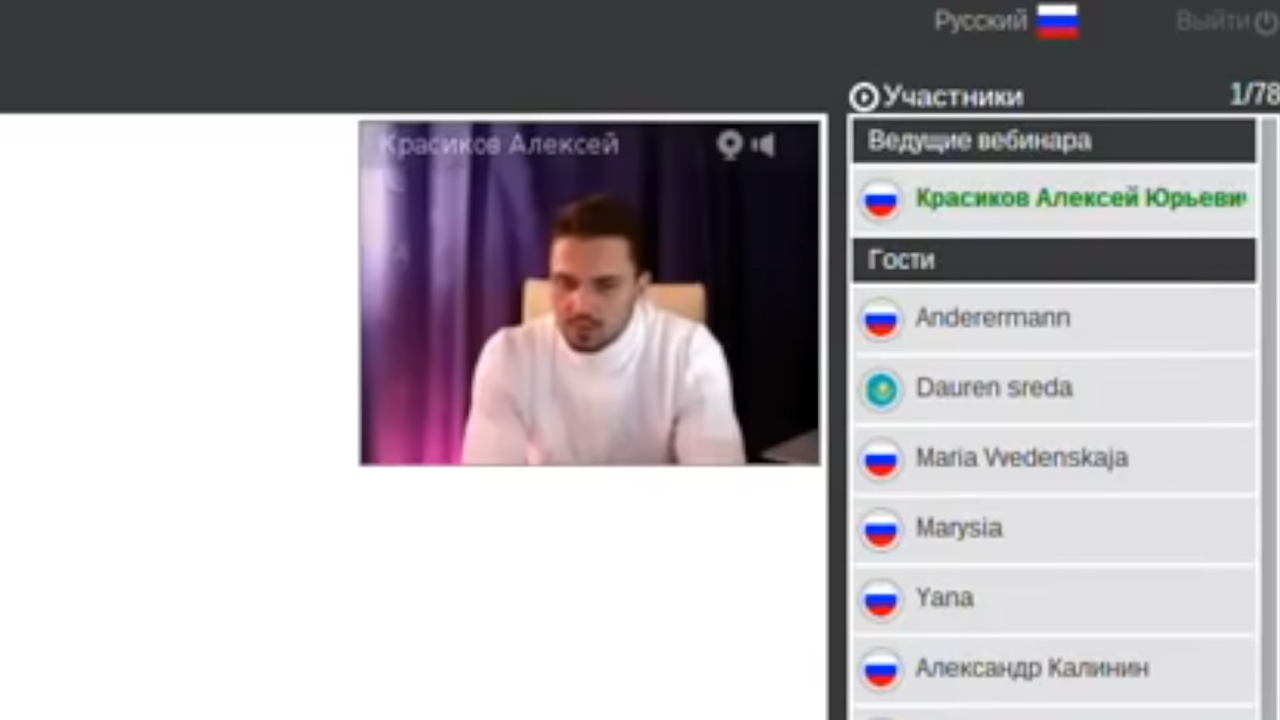 Русский
Выйти
Участники 1/78
Красиков Алексей
Ведущие вебинара
Красиков Алексей Юрьеви
Гости
Anderermann
Dauren sreda
Maria Vvedenskaja
Marysia
Yana
Александр Калинин